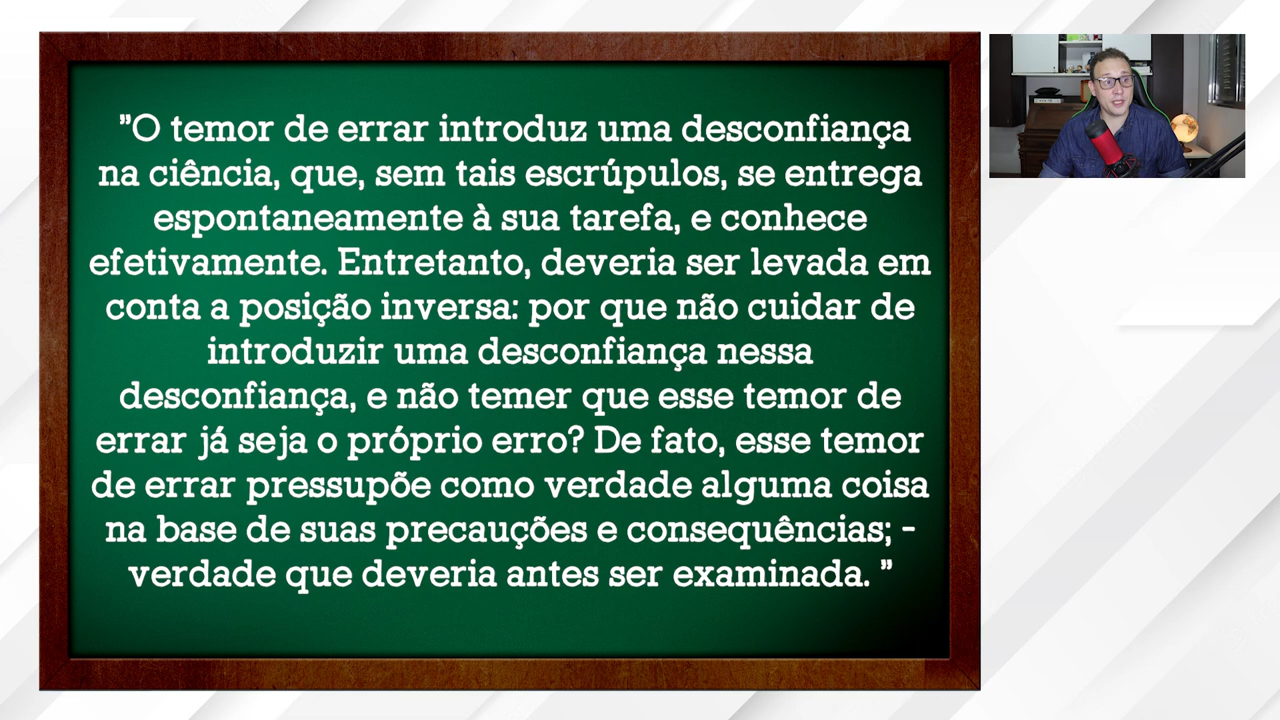 "O temor de errar introduz uma desconfiança
na ciência, que, sem tais escrúpulos, se entrega
espontaneamente à sua tarefa, e conhece
efetivamente. Entretanto, deveria ser levada em
conta a posição inversa: por que não cuidar de
introduzir uma desconfiança nessa
desconfiança, e não temer que esse temor de
errar já seja o próprio erro? De fato, esse temor
de errar pressupõe como verdade alguma coisa
na base de suas precauções e consequências; -
verdade que deveria antes ser examinada. "